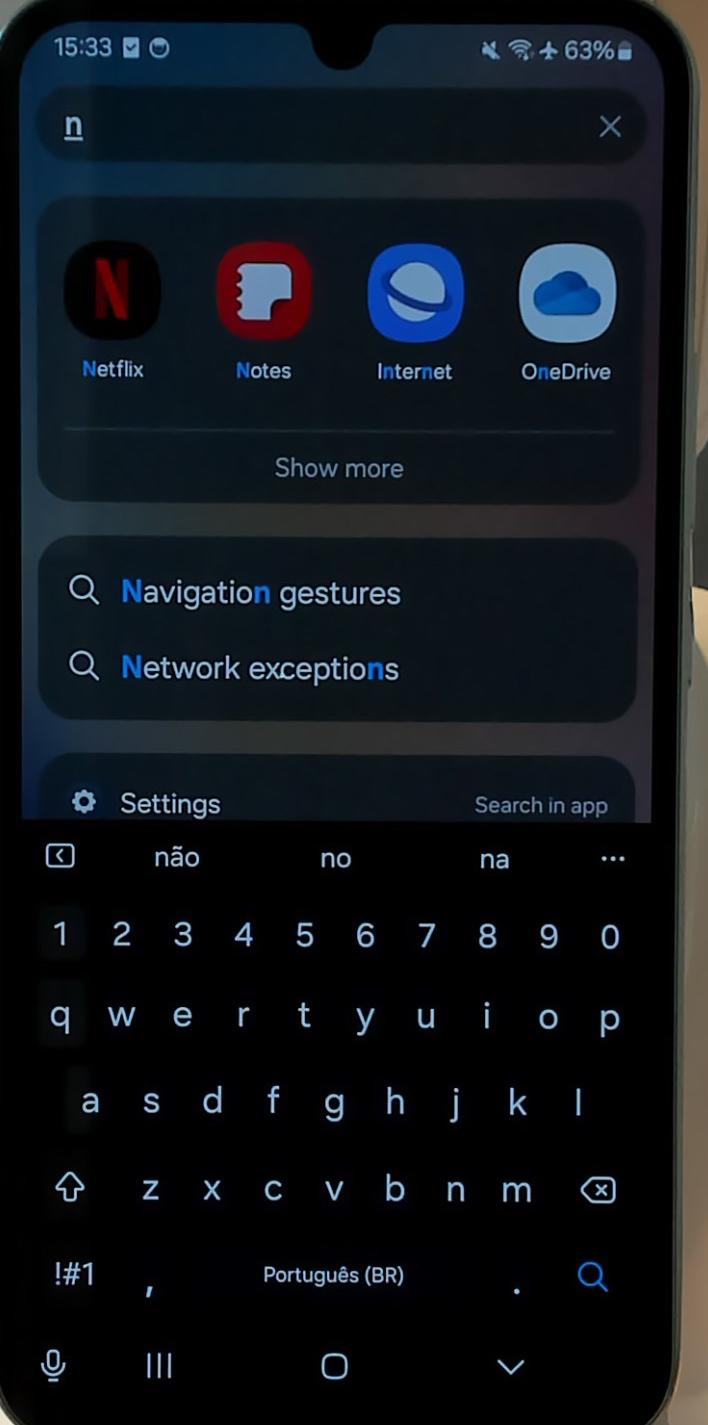 15:33 63%
n
N
Netflix Notes Internet OneDrive
Show more
Navigation gestures
Network exceptions
Settings Search in app
não no na
1 2 3 4 5 6 7 8 9 0
q w e r t y u i o p
a s d f g h j k l
z x c v b n m
!#1 , Português (BR) .